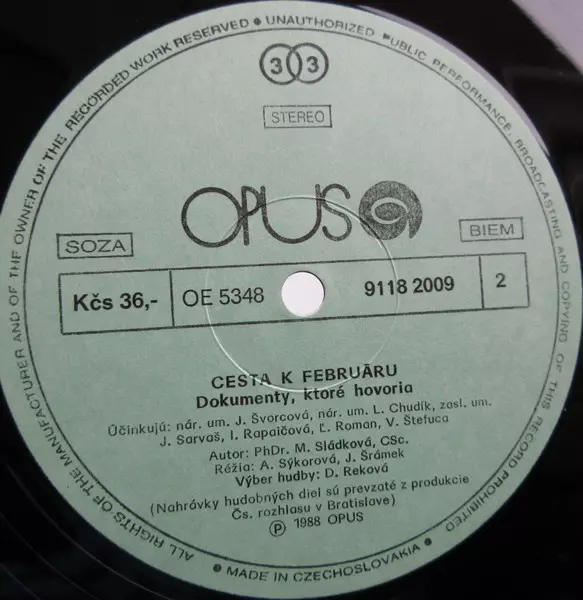 ALL RIGHTS OF THE MANUFACTURER AND OF THE OWNER OF THE RECORDED WORK RESERVED ● UNAUTHORIZED PUBLIC PERFORMANCE, BROADCASTING AND COPYING OF THIS RECORD PROHIBITED
33
STEREO
OPUS
SOZA
BIEM
Kčs 36,-
OE 5348
9118 2009
2
CESTA K FEBRUÁRU
Dokumenty, ktoré hovoria
Účinkujú: nár. um. J. Švorcová, nár. um. L. Chudík, zasl. um.
J. Sarvaš, I. Rapaičová, Ľ. Roman, V. Štefuca
Autor: PhDr. M. Sládková, CSc.
Réžia: A. Sýkorová, J. Šrámek
Výber hudby: D. Reková
(Nahrávky hudobných diel sú prevzaté z produkcie
Čs. rozhlasu v Bratislave)
Ⓟ 1988 OPUS
● MADE IN CZECHOSLOVAKIA ●